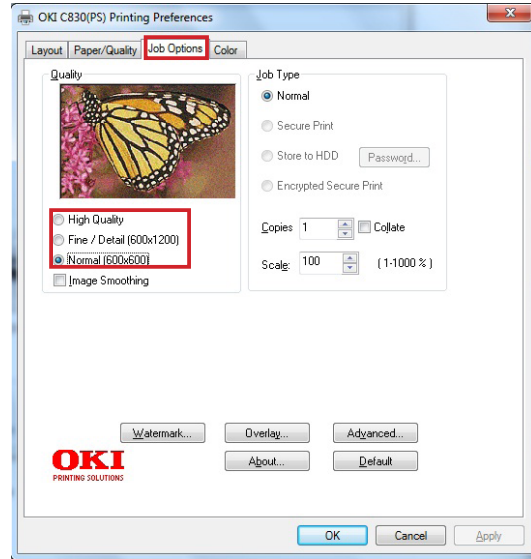 OKI C830(PS) Printing Preferences
Layout Paper/Quality Job Options Color
Quality
High Quality
Fine / Detail (600x1200)
Normal (600x600)
Image Smoothing
Job Type
Normal
Secure Print
Store to HDD Password...
Encrypted Secure Print
Copies 1 Collate
Scale: 100 (1-1000 %)
Watermark... Overlay... Advanced...
OKI
PRINTING SOLUTIONS
About... Default
OK Cancel Apply